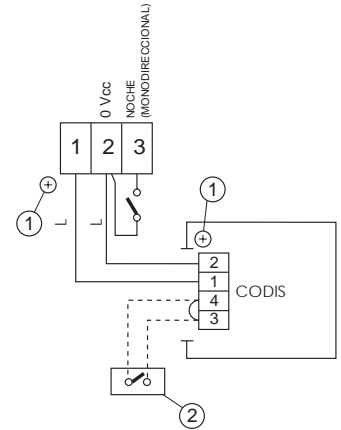 0 Vcc
NOCHE
(MONODIRECCIONAL)
1 2 3
+
1
L
L
1
+
2
1
4
3
CODIS
2